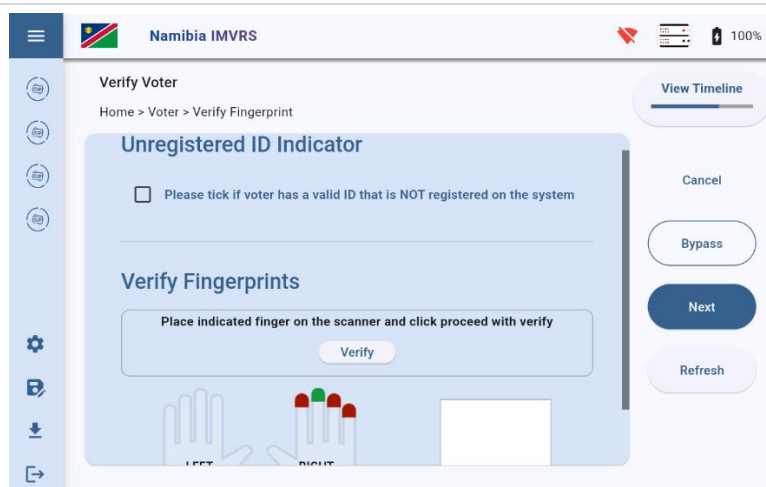 Namibia IMVRS
100%
Verify Voter
Home > Voter > Verify Fingerprint
View Timeline
Unregistered ID Indicator
Please tick if voter has a valid ID that is NOT registered on the system
Cancel
Bypass
Next
Refresh
Verify Fingerprints
Place indicated finger on the scanner and click proceed with verify
Verify
LEFT
RIGHT